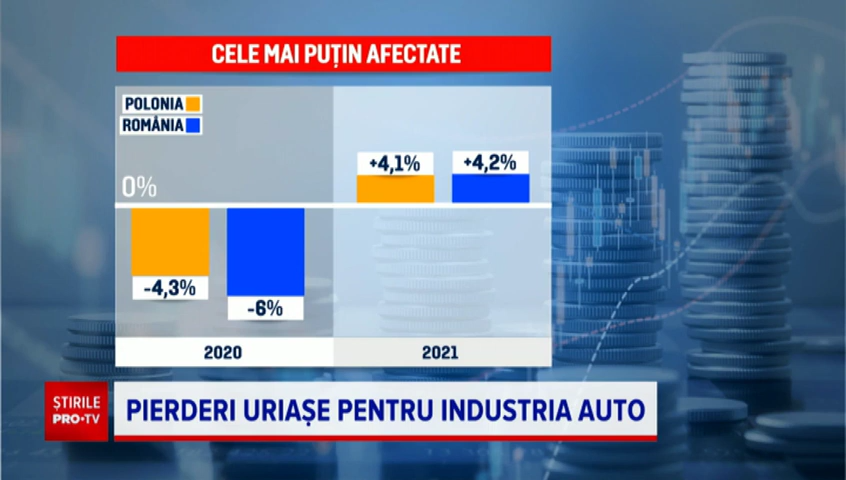 CELE MAI PUȚIN AFECTATE
POLONIA
ROMÂNIA
0%
+4,1%
+4,2%
-4,3%
-6%
2020
2021
ȘTIRILE
PRO•TV
PIERDERI URIAȘE PENTRU INDUSTRIA AUTO